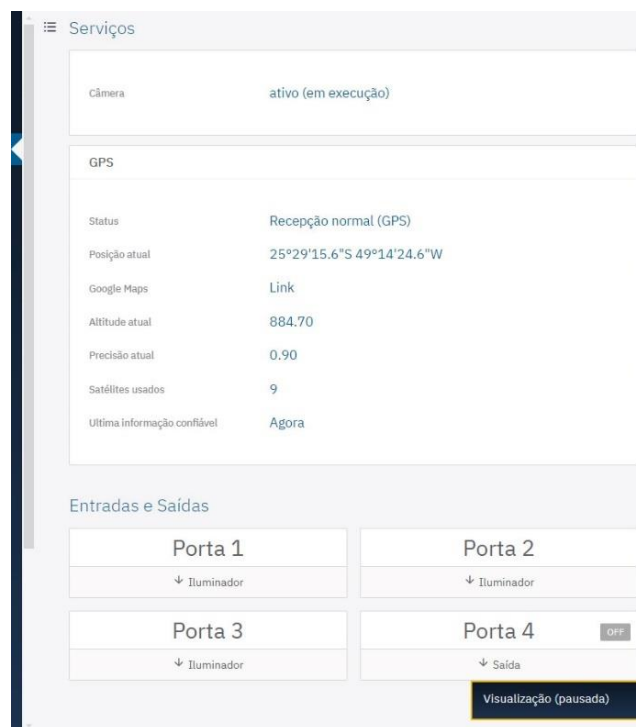 Serviços
Câmera ativo (em execução)
GPS
Status Recepção normal (GPS)
Posição atual 25°29'15.6"S 49°14'24.6"W
Google Maps Link
Altitude atual 884.70
Precisão atual 0.90
Satélites usados 9
Ultima informação confiável Agora
Entradas e Saídas
Porta 1 Porta 2
Iluminador Iluminador
Porta 3 Porta 4 OFF
Iluminador Saída
Visualização (pausada)